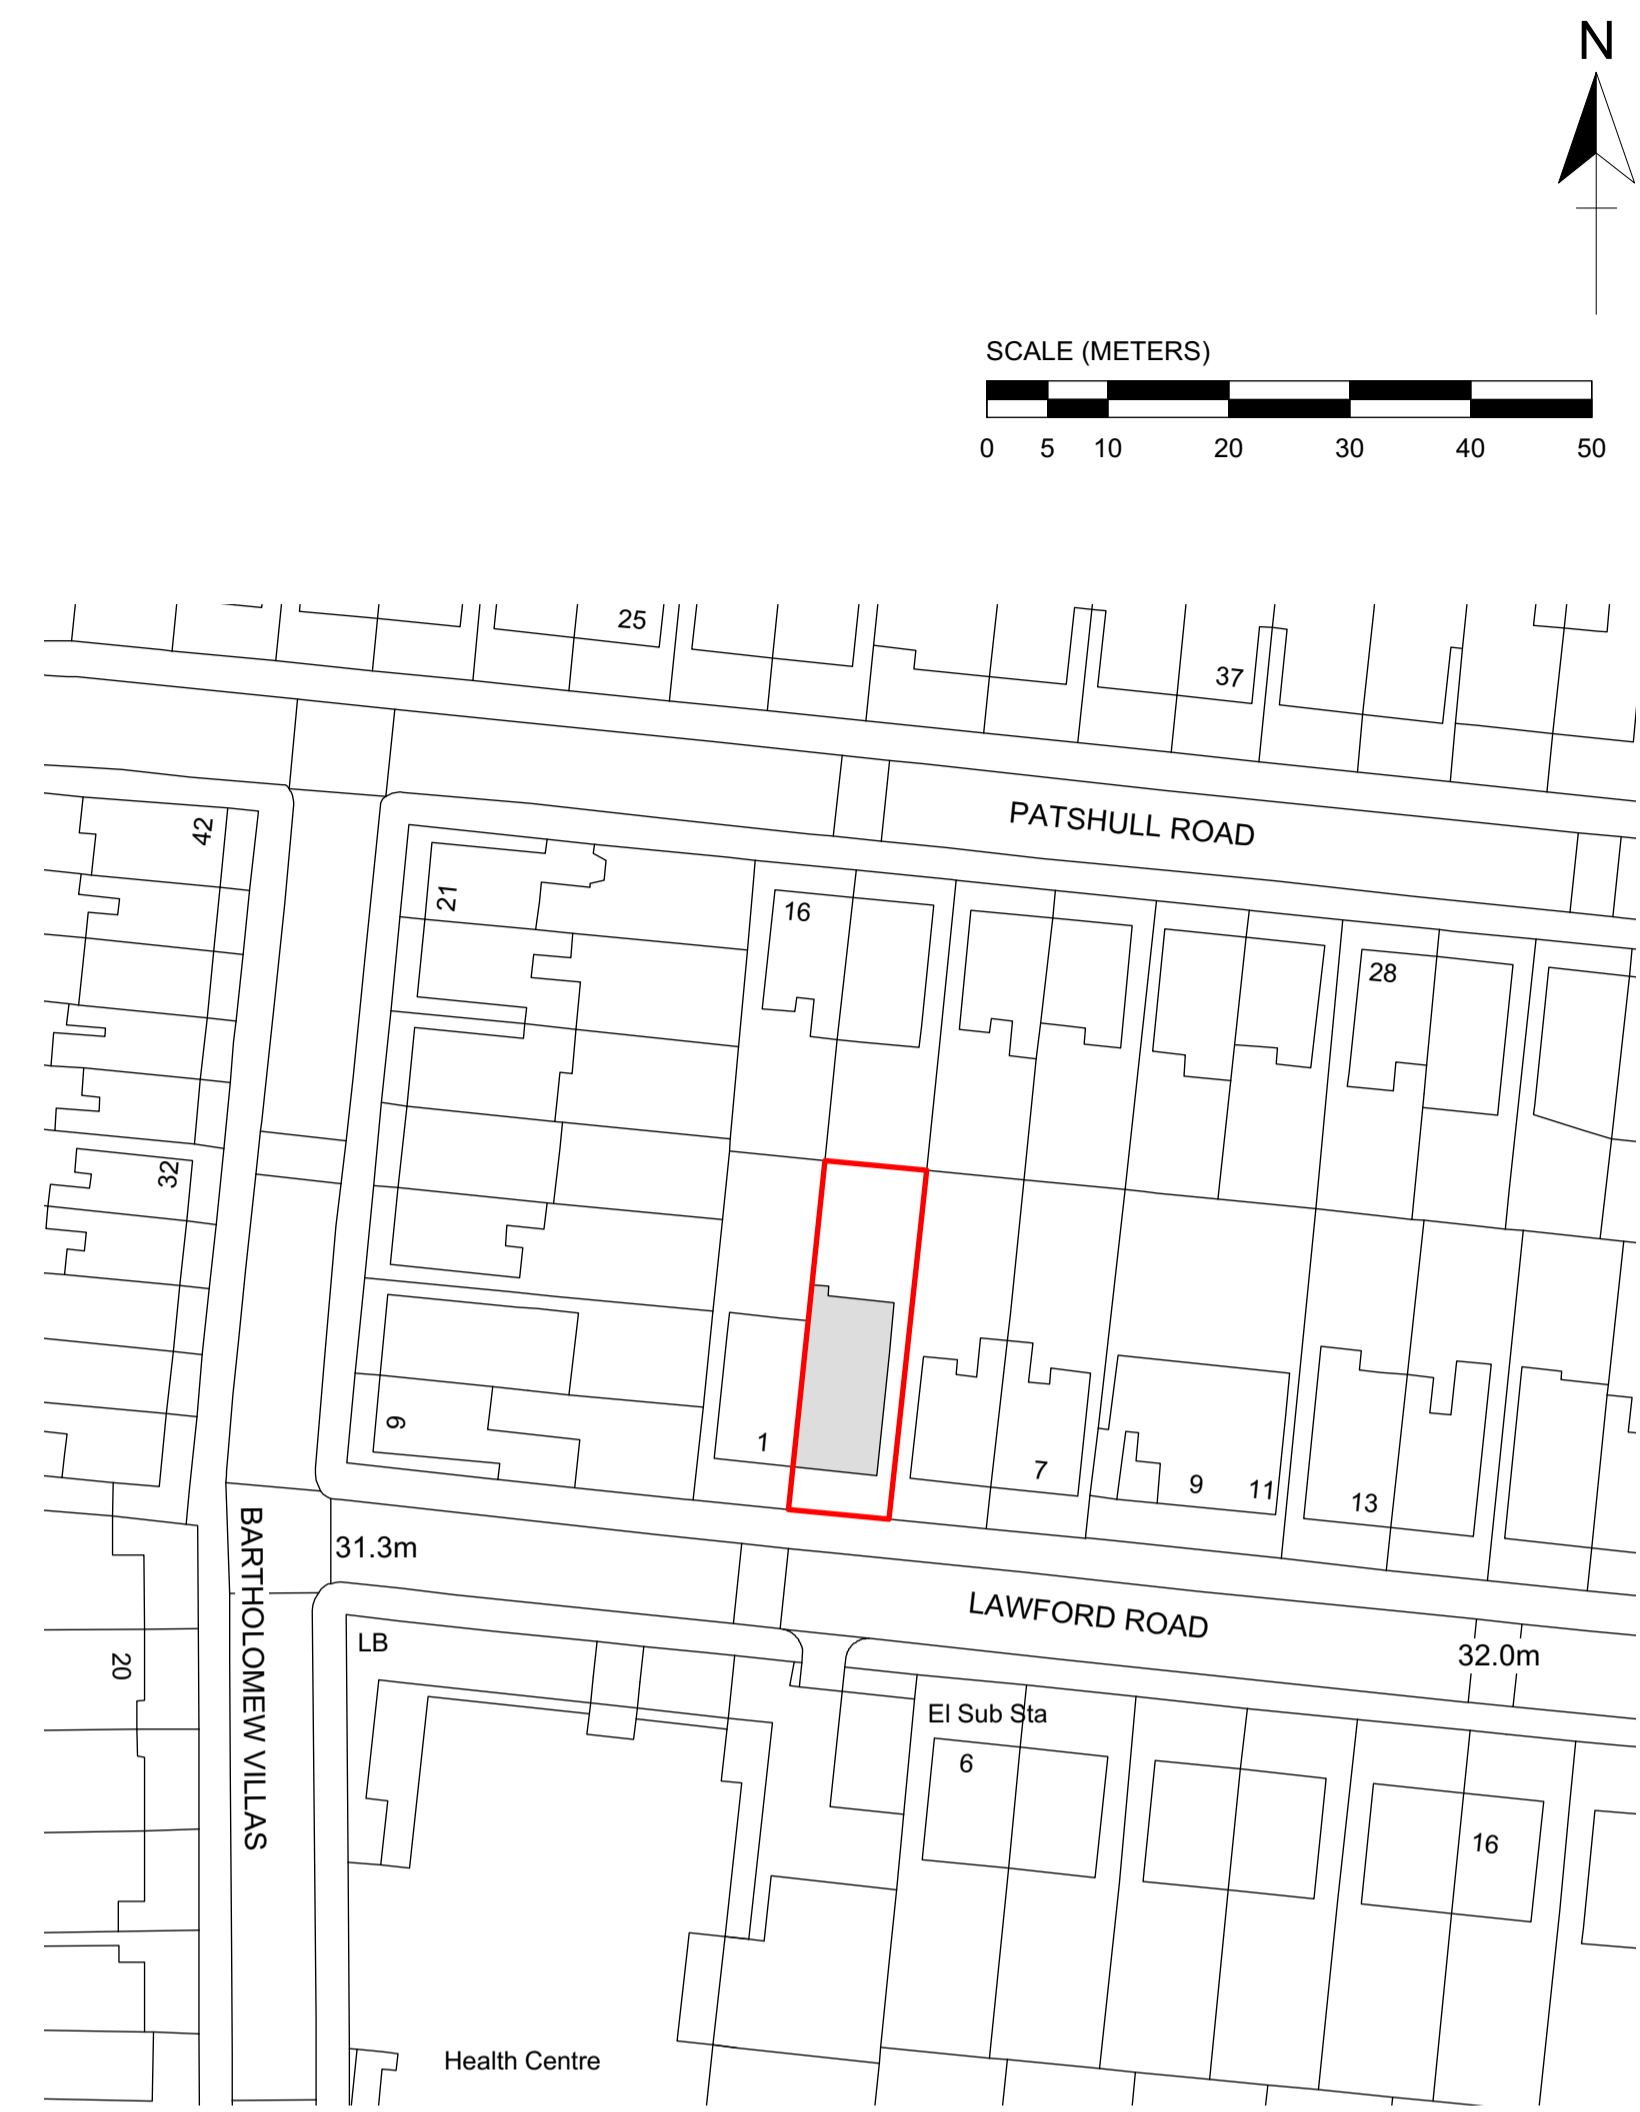 N
SCALE (METERS)
0 5 10 20 30 40 50
25
37
PATSHULL ROAD
42
21
16
28
32
9
1
7
9
11
13
31.3m
BARTHOLOMEW VILLAS
LAWFORD ROAD
32.0m
LB
20
El Sub Sta
6
16
Health Centre